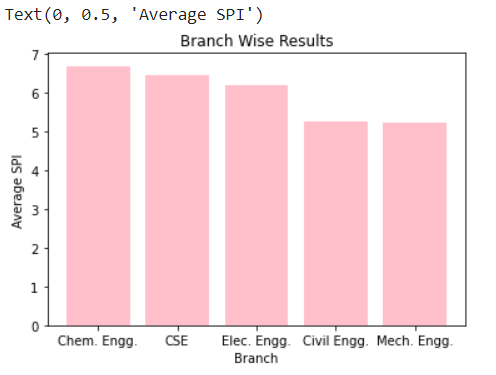 Text(0, 0.5, 'Average SPI')
Branch Wise Results
7
6
5
4
3
2
1
0
Average SPI
Chem. Engg. CSE Elec. Engg. Civil Engg. Mech. Engg.
Branch